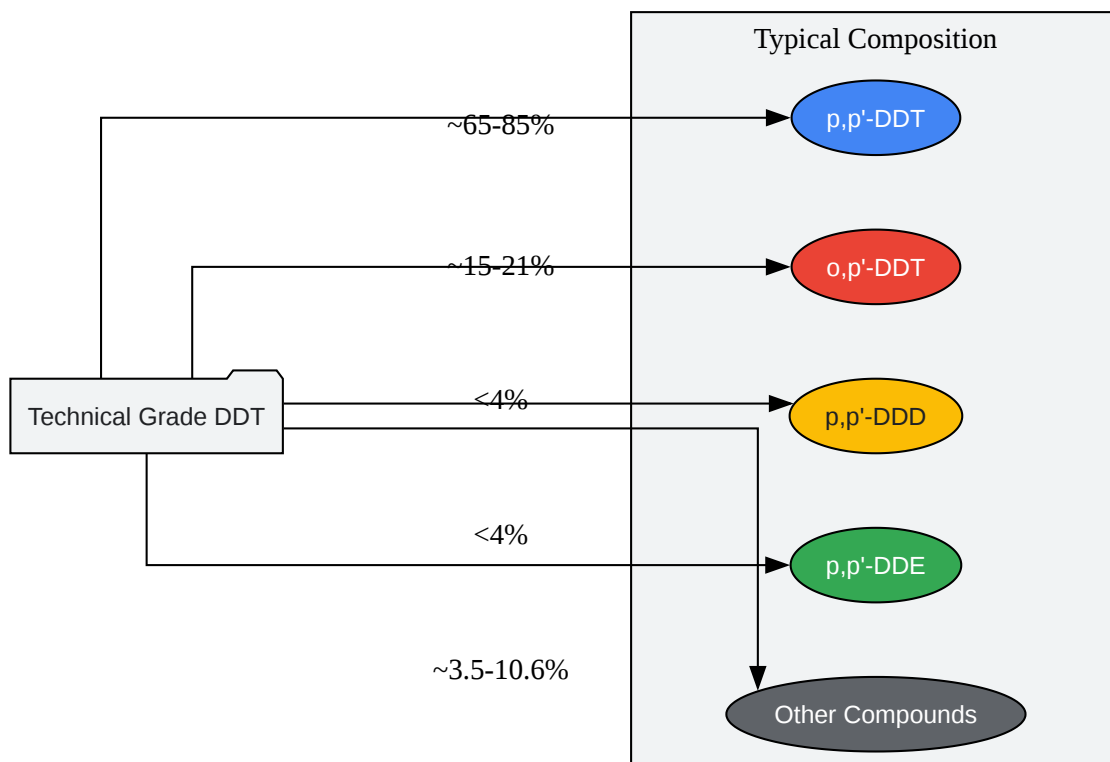 Typical Composition
~65-85%
p,p'-DDT
~15-21%
o,p'-DDT
Technical Grade DDT
<4%
p,p'-DDD
<4%
p,p'-DDE
~3.5-10.6%
Other Compounds